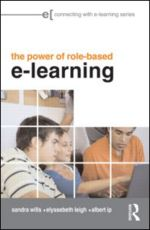 e[ connecting with e-learning series
the power of role-based
e-learning
sandra wills • elyssebeth leigh • albert ip